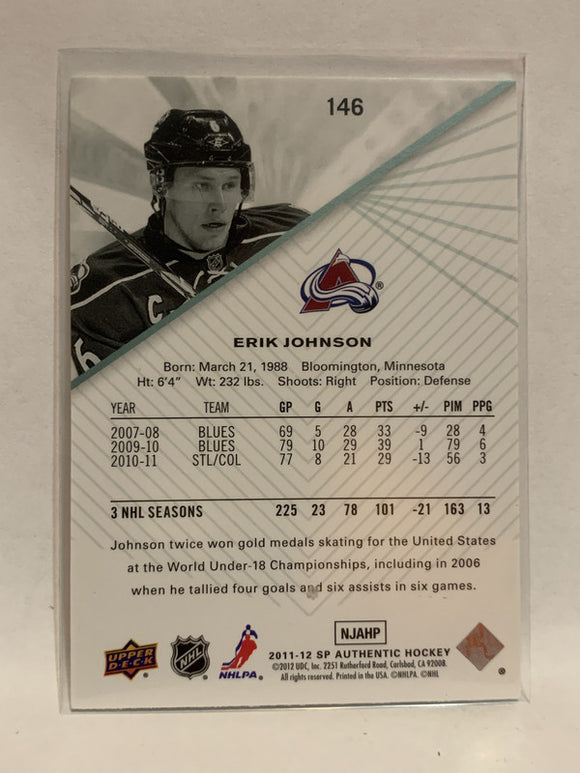 146
ERIK JOHNSON
Born: March 21, 1988 Bloomington, Minnesota
Ht: 6'4" Wt: 232 lbs. Shoots: Right Position: Defense
YEAR TEAM GP G A PTS +/- PIM PPG
2007-08 BLUES 69 5 28 33 -9 28 4
2009-10 BLUES 79 10 29 39 1 79 6
2010-11 STL/COL 77 8 21 29 -13 56 3
3 NHL SEASONS 225 23 78 101 -21 163 13
Johnson twice won gold medals skating for the United States
at the World Under-18 Championships, including in 2006
when he tallied four goals and six assists in six games.
NJAHP
2011-12 SP AUTHENTIC HOCKEY
©2012 UDC, Inc. 2251 Rutherford Road, Carlsbad, CA 92008.
All rights reserved. Printed in the USA. ©NHLPA. ©NHL
UPPER
DECK
NHL
NHLPA